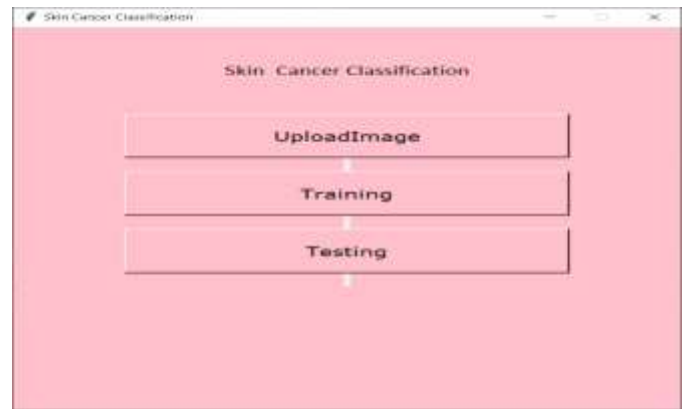 Skin Cancer Classification
Skin Cancer Classification
UploadImage
Training
Testing